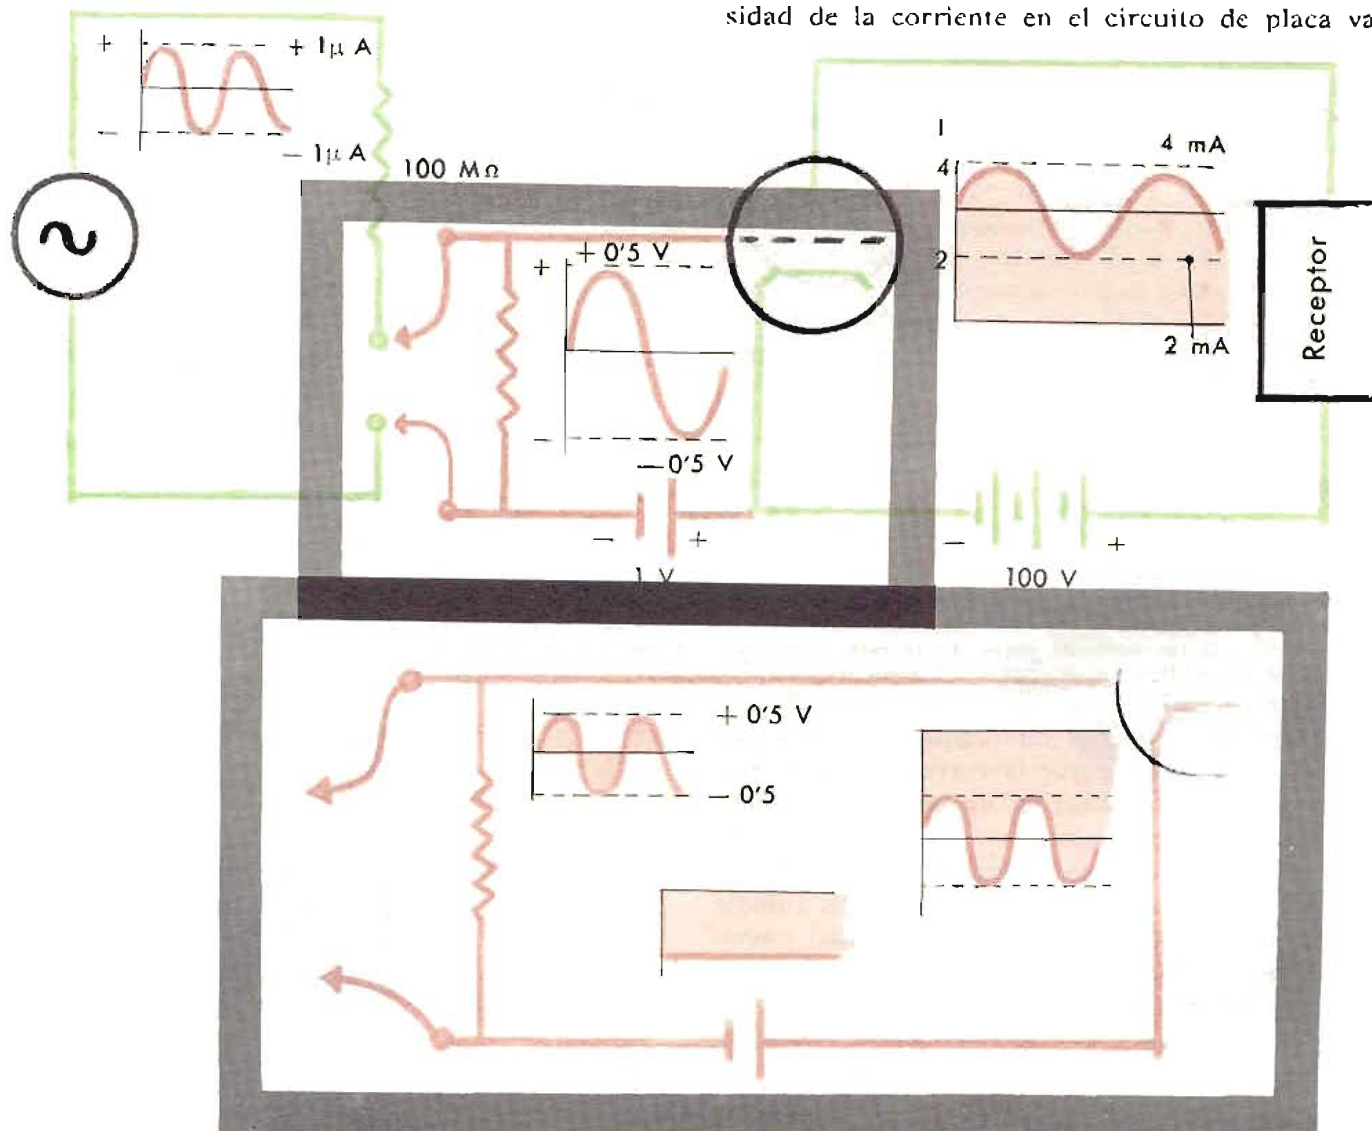 sidad de la corriente en el circuito de placa va
+ + 1μ A
– – 1μ A
100 MΩ
+ + 0'5 V
– – 0'5 V
– +
1 V
I
4 4 mA
2
2 mA
Receptor
– +
100 V
+ 0'5 V
– 0'5